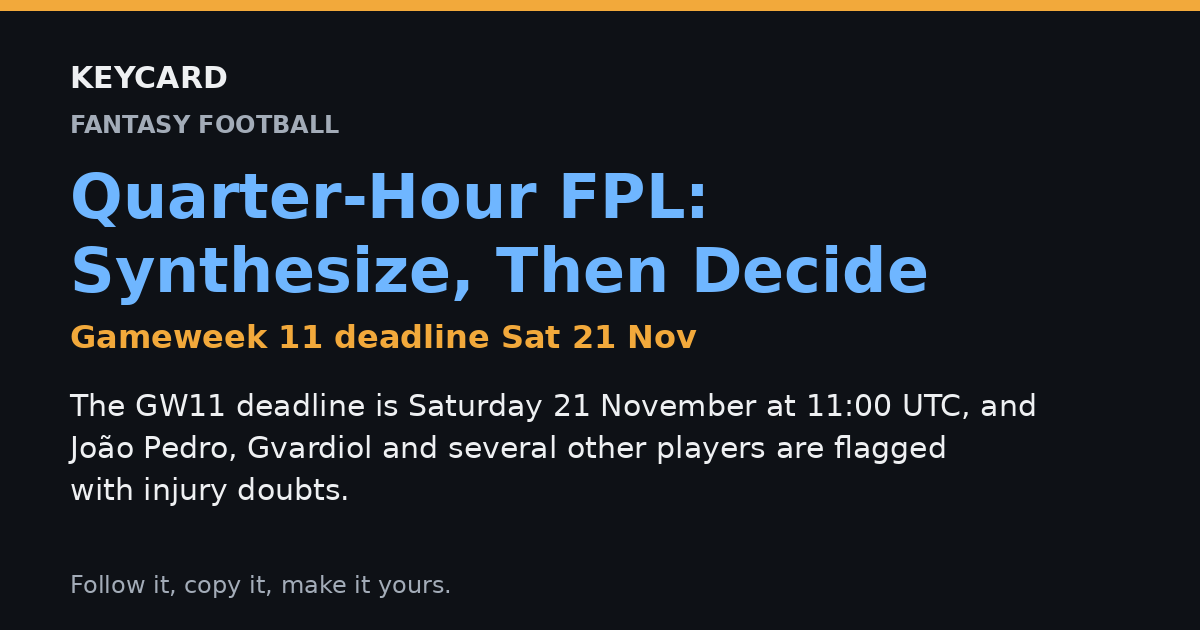 KEYCARD
FANTASY FOOTBALL
Quarter-Hour FPL:
Synthesize, Then Decide
Gameweek 11 deadline Sat 21 Nov
The GW11 deadline is Saturday 21 November at 11:00 UTC, and
João Pedro, Gvardiol and several other players are flagged
with injury doubts.
Follow it, copy it, make it yours.